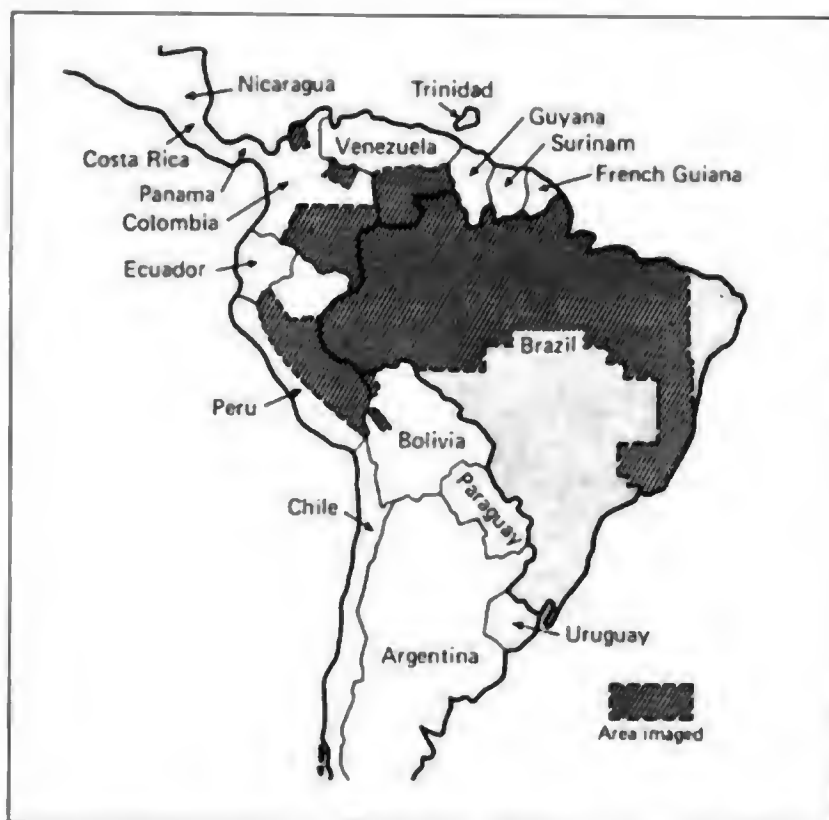 Nicaragua
Trinidad
Guyana
Surinam
French Guiana
Venezuela
Costa Rica
Panama
Colombia
Ecuador
Brazil
Peru
Bolivia
Paraguay
Chile
Uruguay
Argentina
Area imaged